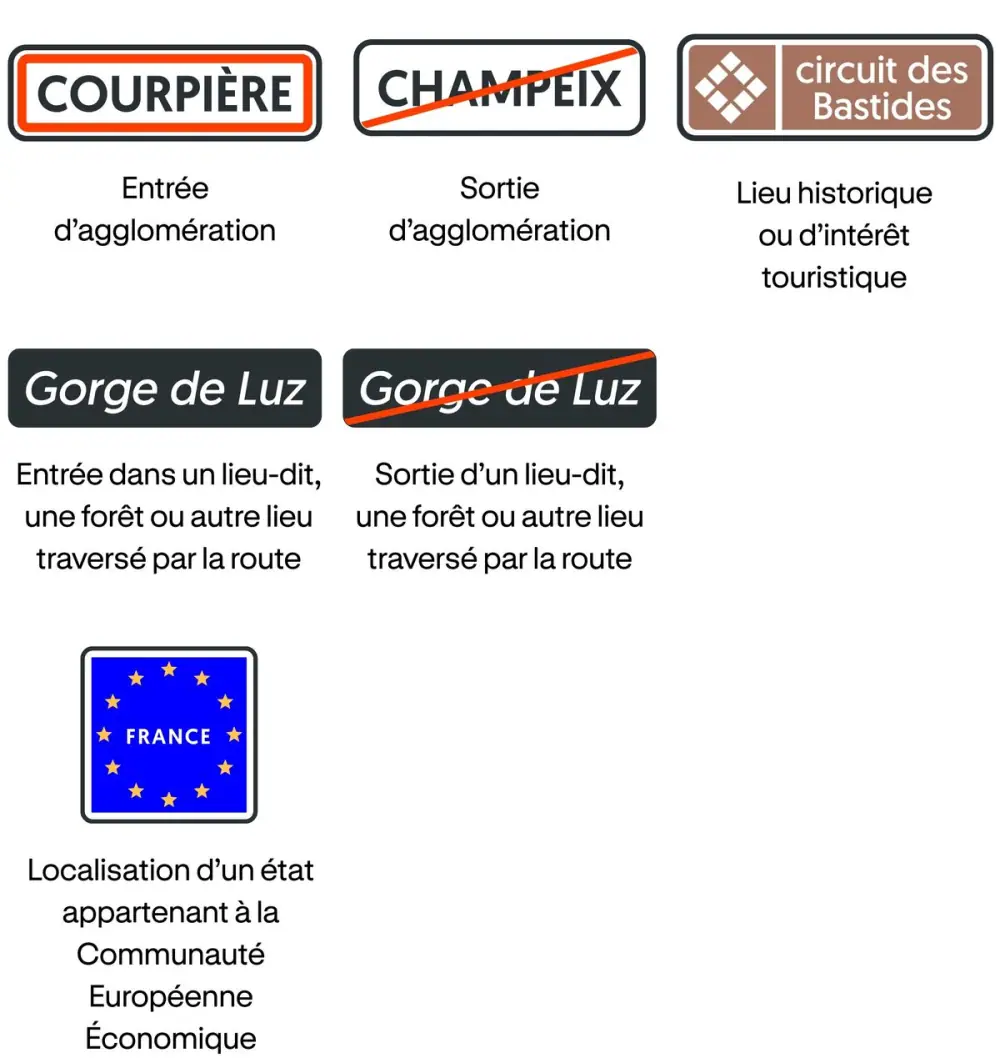 COURPIÈRE
CHAMPEIX
circuit des
Bastides
Entrée
d’agglomération
Sortie
d’agglomération
Lieu historique
ou d’intérêt
touristique
Gorge de Luz
Gorge de Luz
Entrée dans un lieu-dit,
une forêt ou autre lieu
traversé par la route
Sortie d’un lieu-dit,
une forêt ou autre lieu
traversé par la route
FRANCE
Localisation d’un état
appartenant à la
Communauté
Européenne
Économique